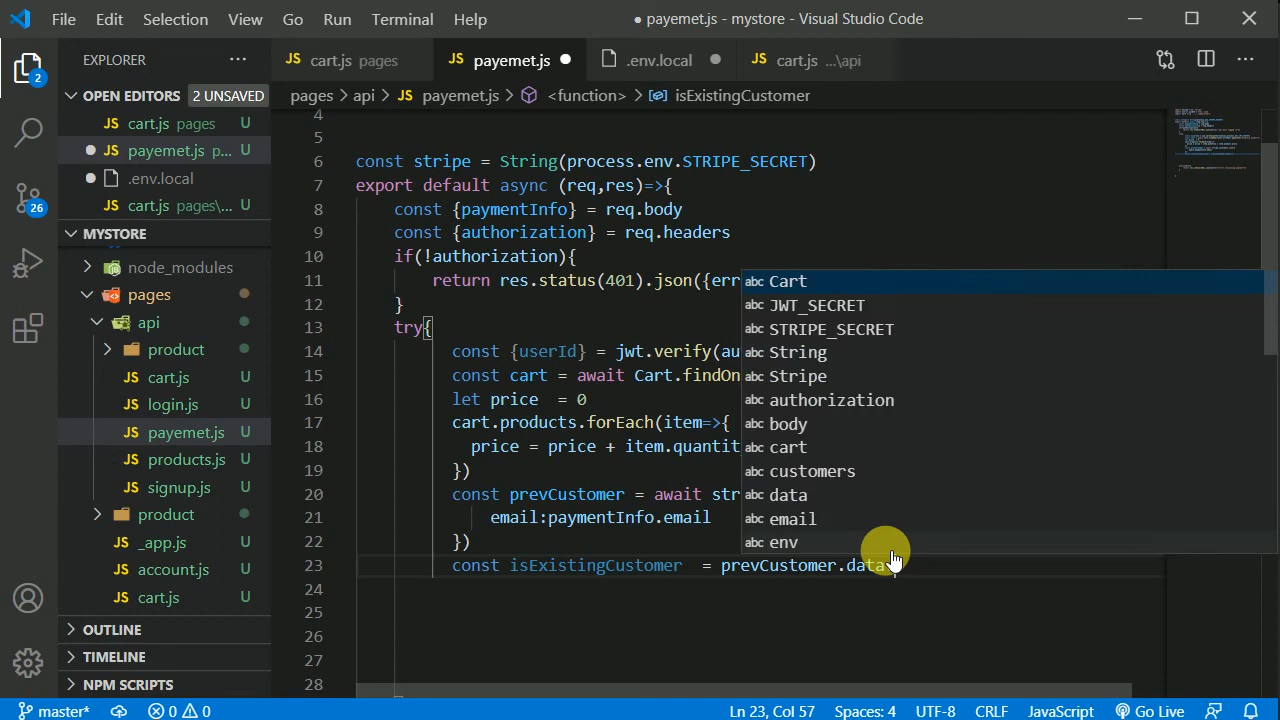 File Edit Selection View Go Run Terminal Help ● payemet.js - mystore - Visual Studio Code
EXPLORER
OPEN EDITORS 2 UNSAVED
JS cart.js pages U
JS payemet.js p... U
.env.local
JS cart.js pages\... U
MYSTORE
node_modules
pages
api
product
JS cart.js U
JS login.js U
JS payemet.js U
JS products.js U
JS signup.js U
product
JS _app.js U
JS account.js U
JS cart.js U
OUTLINE
TIMELINE
NPM SCRIPTS
2
26
JS cart.js pages JS payemet.js .env.local JS cart.js ...\api
pages > api > JS payemet.js > <function> > isExistingCustomer
4
5
6 const stripe = String(process.env.STRIPE_SECRET)
7 export default async (req,res)=>{
8 const {paymentInfo} = req.body
9 const {authorization} = req.headers
10 if(!authorization){
11 return res.status(401).json({err
12 }
13 try{
14 const {userId} = jwt.verify(au
15 const cart = await Cart.findOn
16 let price = 0
17 cart.products.forEach(item=>{
18 price = price + item.quantit
19 })
20 const prevCustomer = await str
21 email:paymentInfo.email
22 })
23 const isExistingCustomer = prevCustomer.data
24
25
26
27
28
abc Cart
abc JWT_SECRET
abc STRIPE_SECRET
abc String
abc Stripe
abc authorization
abc body
abc cart
abc customers
abc data
abc email
abc env
master* 0 0 Ln 23, Col 57 Spaces: 4 UTF-8 CRLF JavaScript Go Live